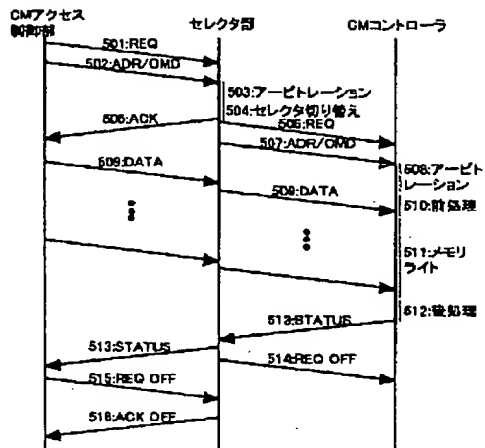 CMアクセス
制御部
セレクタ部
CMコントローラ
501:REQ
502:ADR/CMD
503:アービトレーション
504:セレクタ切り替え
505:ACK
506:REQ
507:ADR/CMD
508:アービト
レーション
509:DATA
509:DATA
510:前処理
511:メモリ
ライト
512:後処理
513:STATUS
513:STATUS
514:REQ OFF
515:REQ OFF
516:ACK OFF